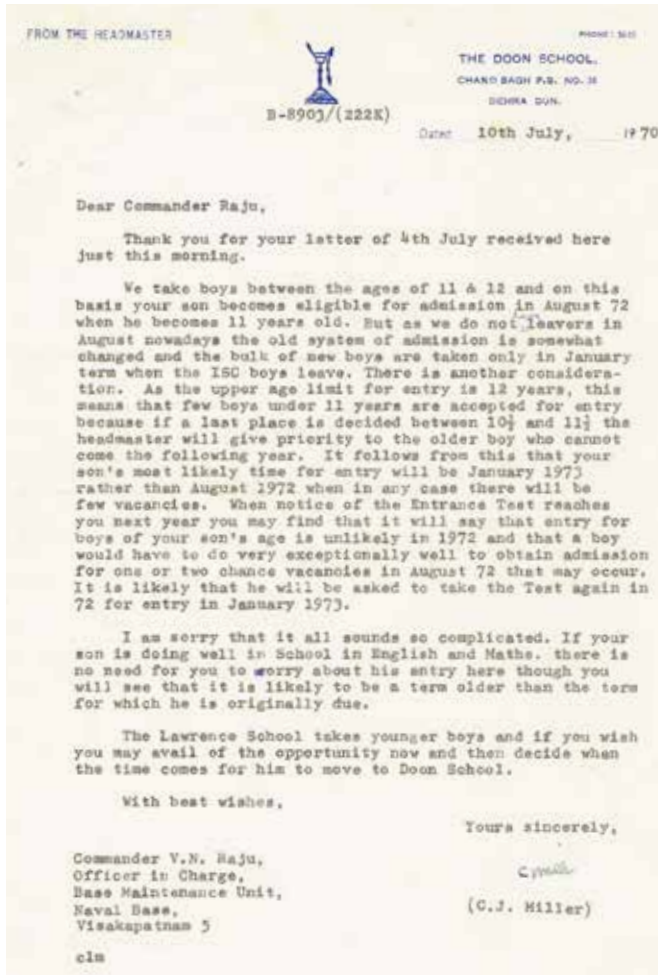 FROM THE HEADMASTER
PHONE:
THE DOON SCHOOL,
CHAND BAGH P.B. NO.
DEHRA DUN.
B-8903/(222K)
Dated 10th July, 1970
Dear Commander Raju,
Thank you for your letter of 4th July received here
just this morning.
We take boys between the ages of 11 & 12 and on this
basis your son becomes eligible for admission in August 72
when he becomes 11 years old. But as we do not leavers in
August nowadays the old system of admission is somewhat
changed and the bulk of new boys are taken only in January
term when the ISC boys leave. There is another considera-
tion. As the upper age limit for entry is 12 years, this
means that few boys under 11 years are accepted for entry
because if a last place is decided between 10½ and 11½ the
headmaster will give priority to the older boy who cannot
come the following year. It follows from this that your
son's most likely time for entry will be January 1973
rather than August 1972 when in any case there will be
few vacancies. When notice of the Entrance Test reaches
you next year you may find that it will say that entry for
boys of your son's age is unlikely in 1972 and that a boy
would have to do very exceptionally well to obtain admission
for one or two chance vacancies in August 72 that may occur.
It is likely that he will be asked to take the Test again in
72 for entry in January 1973.
I am sorry that it all sounds so complicated. If your
son is doing well in School in English and Maths. there is
no need for you to worry about his entry here though you
will see that it is likely to be a term older than the term
for which he is originally due.
The Lawrence School takes younger boys and if you wish
you may avail of the opportunity now and then decide when
the time comes for him to move to Doon School.
With best wishes,
Yours sincerely,
(C.J. Miller)
Commander V.N. Raju,
Officer in Charge,
Base Maintenance Unit,
Naval Base,
Visakapatnam 5
clm